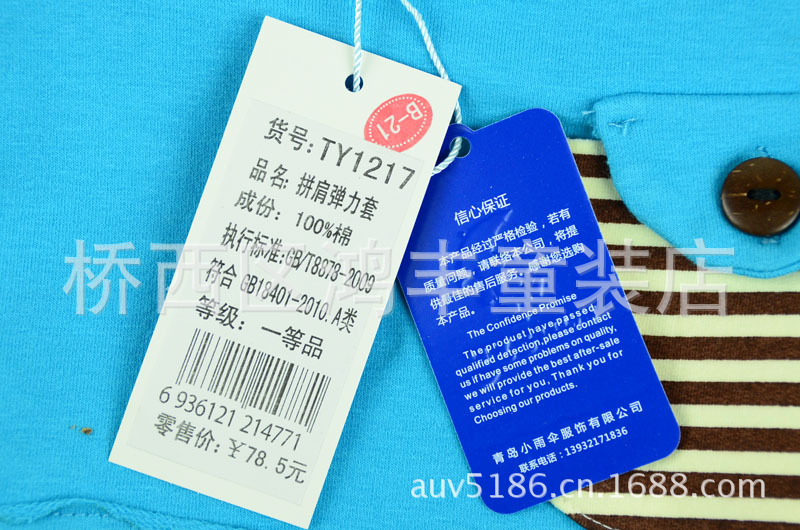 B-21
货号: TY1217
品名: 拼肩弹力套
成份: 100%棉
执行标准: GB/T8878-2009
符合 GB18401-2010.A类
等级: 一等品
6 936121 214771
零售价: ￥78.5元
信心保证
本产品经过严格检验，若有
质量问题，请联络本公司，将提
供最佳的售后服务。感谢您选购
本产品。
The Confidence Promise
The product have passed
qualified detection,please contact
us if have some problems on quality.
we will provide the best after-sale
service for you, Thank you for
Choosing our products.
青岛小雨伞服饰有限公司
联系电话: 13932171836
桥西区鸿丰童装店
auv5186.cn.1688.com